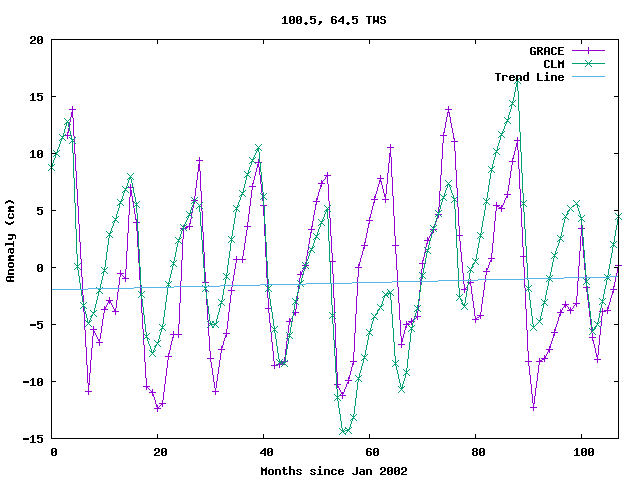 100.5, 64.5 TWS
GRACE
CLM
Trend Line
20
15
10
5
0
-5
-10
-15
Anomaly (cm)
0 20 40 60 80 100
Months since Jan 2002